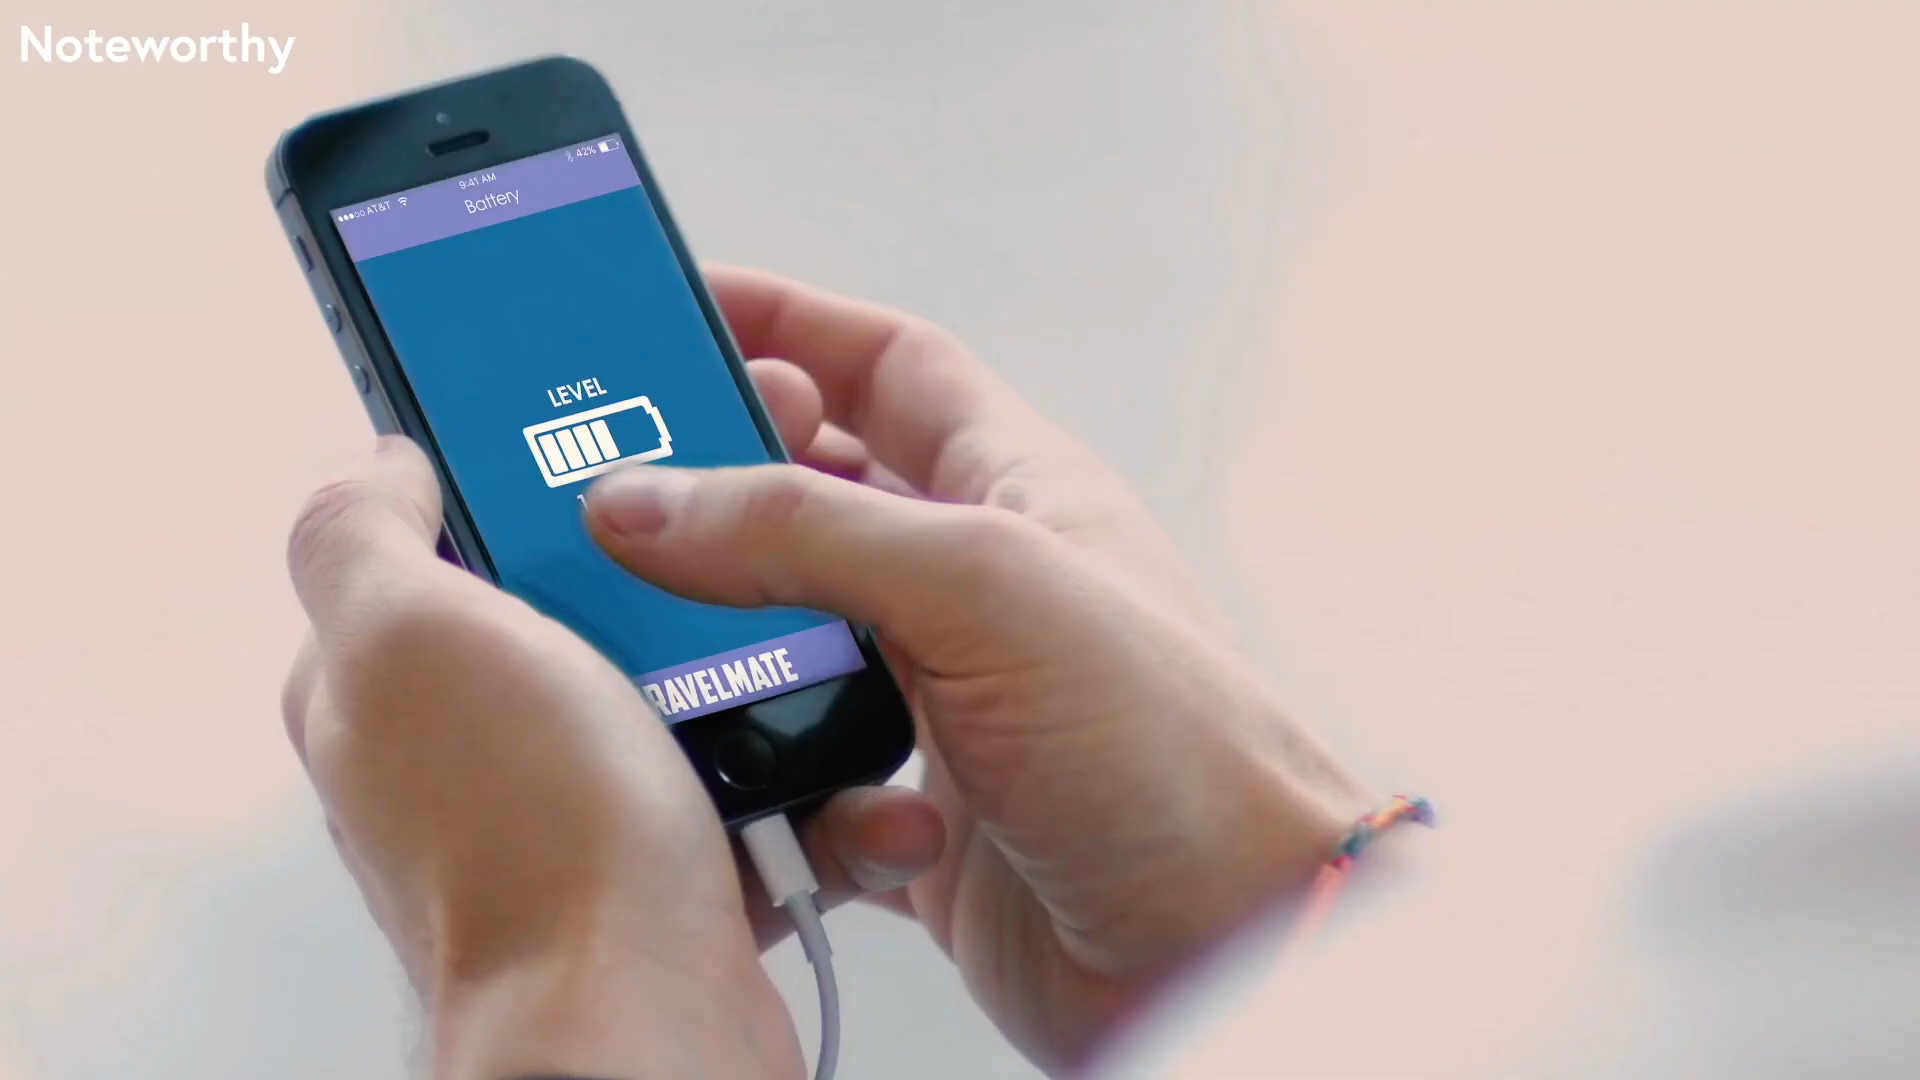 Noteworthy
42%
9:41 AM
AT&T
Battery
LEVEL
RAVELMATE